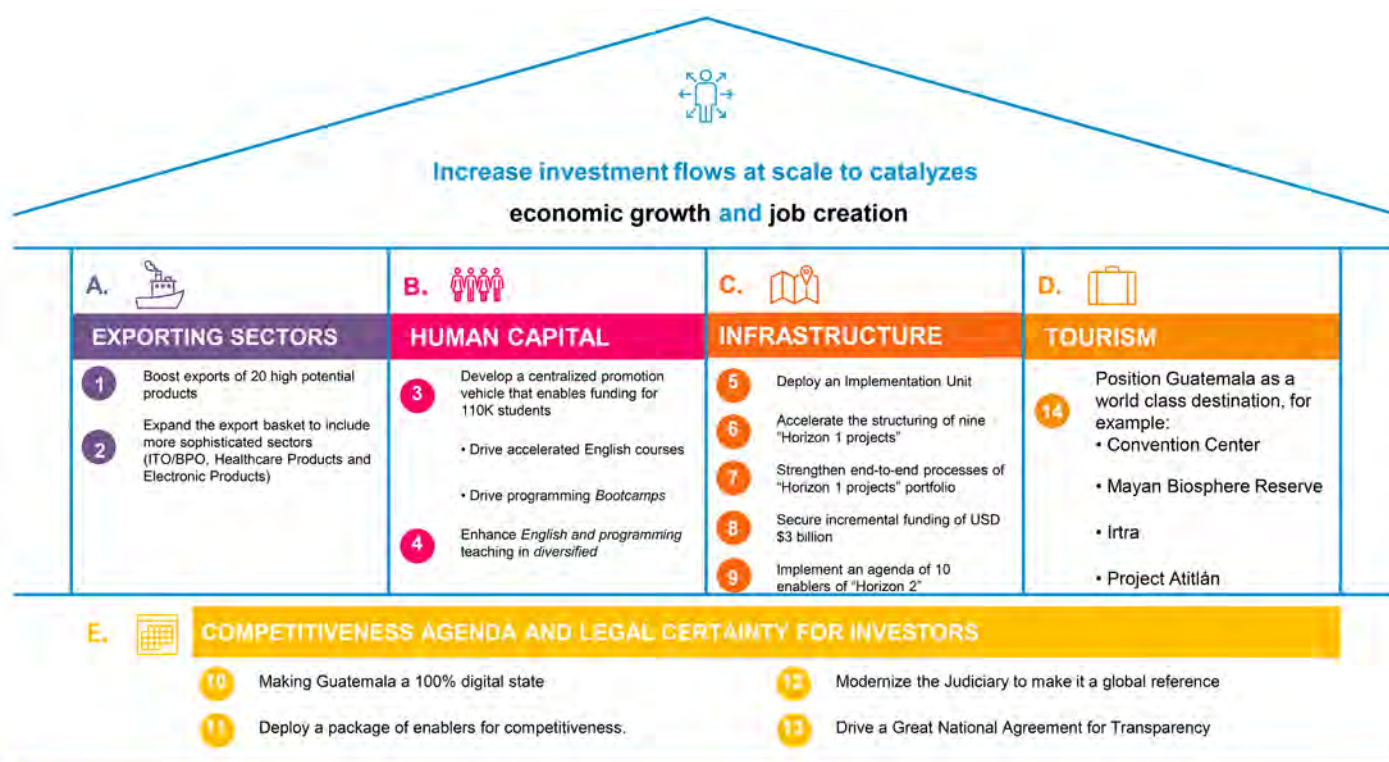 Increase investment flows at scale to catalyzes
economic growth and job creation
A.
EXPORTING SECTORS
1
Boost exports of 20 high potential
products
2
Expand the export basket to include
more sophisticated sectors
(ITO/BPO, Healthcare Products and
Electronic Products)
B.
HUMAN CAPITAL
3
Develop a centralized promotion
vehicle that enables funding for
110K students
• Drive accelerated English courses
• Drive programming Bootcamps
4
Enhance English and programming
teaching in diversified
C.
INFRASTRUCTURE
5
Deploy an Implementation Unit
6
Accelerate the structuring of nine
“Horizon 1 projects”
7
Strengthen end-to-end processes of
“Horizon 1 projects” portfolio
8
Secure incremental funding of USD
$3 billion
9
Implement an agenda of 10
enablers of “Horizon 2”
D.
TOURISM
14
Position Guatemala as a
world class destination, for
example:
• Convention Center
• Mayan Biosphere Reserve
• Irtra
• Project Atitlán
E.
COMPETITIVENESS AGENDA AND LEGAL CERTAINTY FOR INVESTORS
10
Making Guatemala a 100% digital state
11
Deploy a package of enablers for competitiveness.
12
Modernize the Judiciary to make it a global reference
13
Drive a Great National Agreement for Transparency